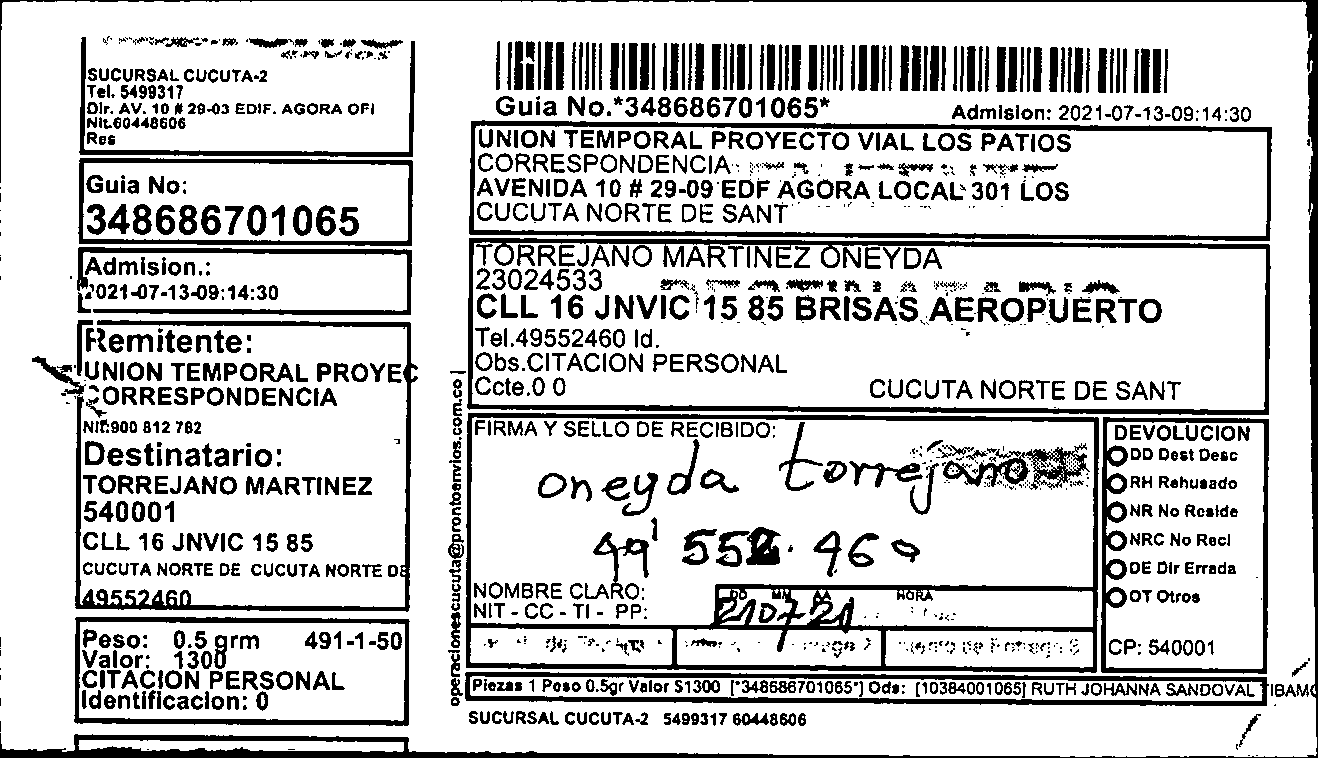 SUCURSAL CUCUTA-2
Tel. 5499317
Dir. AV. 10 # 29-03 EDIF. AGORA OFI
Nit.60448606
Res
Guia No:
348686701065
Admision.:
2021-07-13-09:14:30
Remitente:
UNION TEMPORAL PROYEC
CORRESPONDENCIA
Nit:900 812 782
Destinatario:
TORREJANO MARTINEZ
540001
CLL 16 JNVIC 15 85
CUCUTA NORTE DE CUCUTA NORTE DE
49552460
Peso: 0.5 grm 491-1-50
Valor: 1300
CITACION PERSONAL
Identificacion: 0
Guia No.*348686701065* Admision: 2021-07-13-09:14:30
UNION TEMPORAL PROYECTO VIAL LOS PATIOS
CORRESPONDENCIA
AVENIDA 10 # 29-09 EDF AGORA LOCAL 301 LOS
CUCUTA NORTE DE SANT
TORREJANO MARTINEZ ONEYDA
23024533
CLL 16 JNVIC 15 85 BRISAS AEROPUERTO
Tel.49552460 Id.
Obs.CITACION PERSONAL
Ccte.0 0 CUCUTA NORTE DE SANT
operacionescucuta@prontoenvios.com.co |
FIRMA Y SELLO DE RECIBIDO:
oneyda torrejano
49'552.460
NOMBRE CLARO:
NIT - CC - TI - PP:
DD MM AA HORA
210721
DEVOLUCION
DD Dest Desc
RH Rehusado
NR No Reside
NRC No Recl
DE Dir Errada
OT Otros
CP: 540001
Piezas 1 Peso 0.5gr Valor $1300 [*348686701065*] Ods: [10384001065] RUTH JOHANNA SANDOVAL TIBAMO
SUCURSAL CUCUTA-2 5499317 60448606